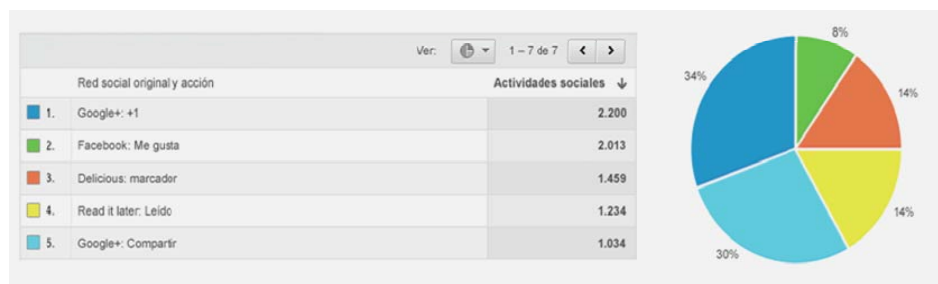 Ver: 1 – 7 de 7
Red social original y acción Actividades sociales
1. Google+: +1 2.200
2. Facebook: Me gusta 2.013
3. Delicious: marcador 1.459
4. Read it later: Leído 1.234
5. Google+: Compartir 1.034
8%
34%
14%
14%
30%